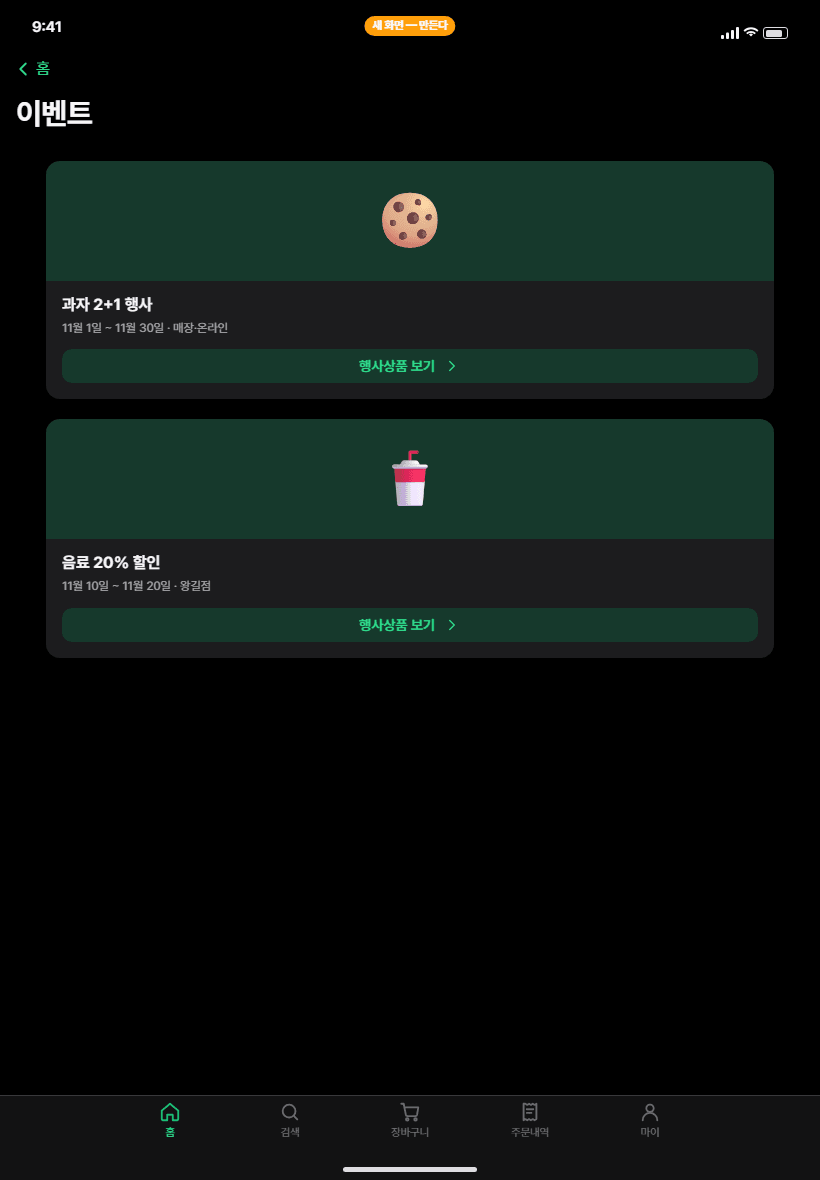 9:41
새 화면 — 만든다
홈
이벤트
과자 2+1 행사
11월 1일 ~ 11월 30일 · 매장·온라인
행사상품 보기
음료 20% 할인
11월 10일 ~ 11월 20일 · 왕길점
행사상품 보기
홈
검색
장바구니
주문내역
마이